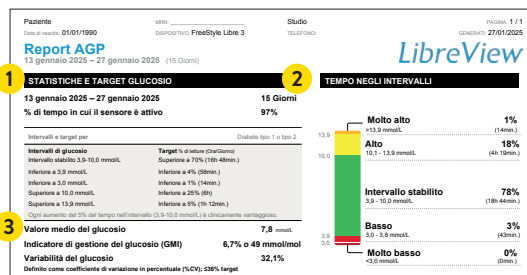 Paziente MRN: Studio PAGINA: 1 / 1
Data di nascita: 01/01/1990 DISPOSITIVO: FreeStyle Libre 3 TELEFONO: GENERATI: 27/01/2025
Report AGP
LibreView
13 gennaio 2025 – 27 gennaio 2025 (15 Giorni)
1 STATISTICHE E TARGET GLUCOSIO
2 TEMPO NEGLI INTERVALLI
13 gennaio 2025 – 27 gennaio 2025 15 Giorni
% di tempo in cui il sensore è attivo 97%
Intervalli e target per Diabete tipo 1 o tipo 2
Intervalli di glucosio Target % di letture (Ora/Giorno)
Intervallo stabilito 3,9-10,0 mmol/L Superiore a 70% (16h 48min.)
Inferiore a 3,9 mmol/L Inferiore a 4% (58min.)
Inferiore a 3,0 mmol/L Inferiore a 1% (14min.)
Superiore a 10,0 mmol/L Inferiore a 25% (6h)
Superiore a 13,9 mmol/L Inferiore a 5% (1h 12min.)
Ogni aumento del 5% del tempo nell'intervallo (3,9-10,0 mmol/L) è clinicamente vantaggioso.
3 Valore medio del glucosio 7,8 mmol/L
Indicatore di gestione del glucosio (GMI) 6,7% o 49 mmol/mol
Variabilità del glucosio 32,1%
Definito come coefficiente di variazione in percentuale (%CV); ≤36% target
Molto alto 1%
>13,9 mmol/L (14min.)
13,9
Alto 18%
10,1 - 13,9 mmol/L (4h 19min.)
10,0
Intervallo stabilito 78%
3,9 - 10,0 mmol/L (18h 44min.)
Basso 3%
3,0 - 3,8 mmol/L (43min.)
3,9
3,0
Molto basso 0%
<3,0 mmol/L (0min.)